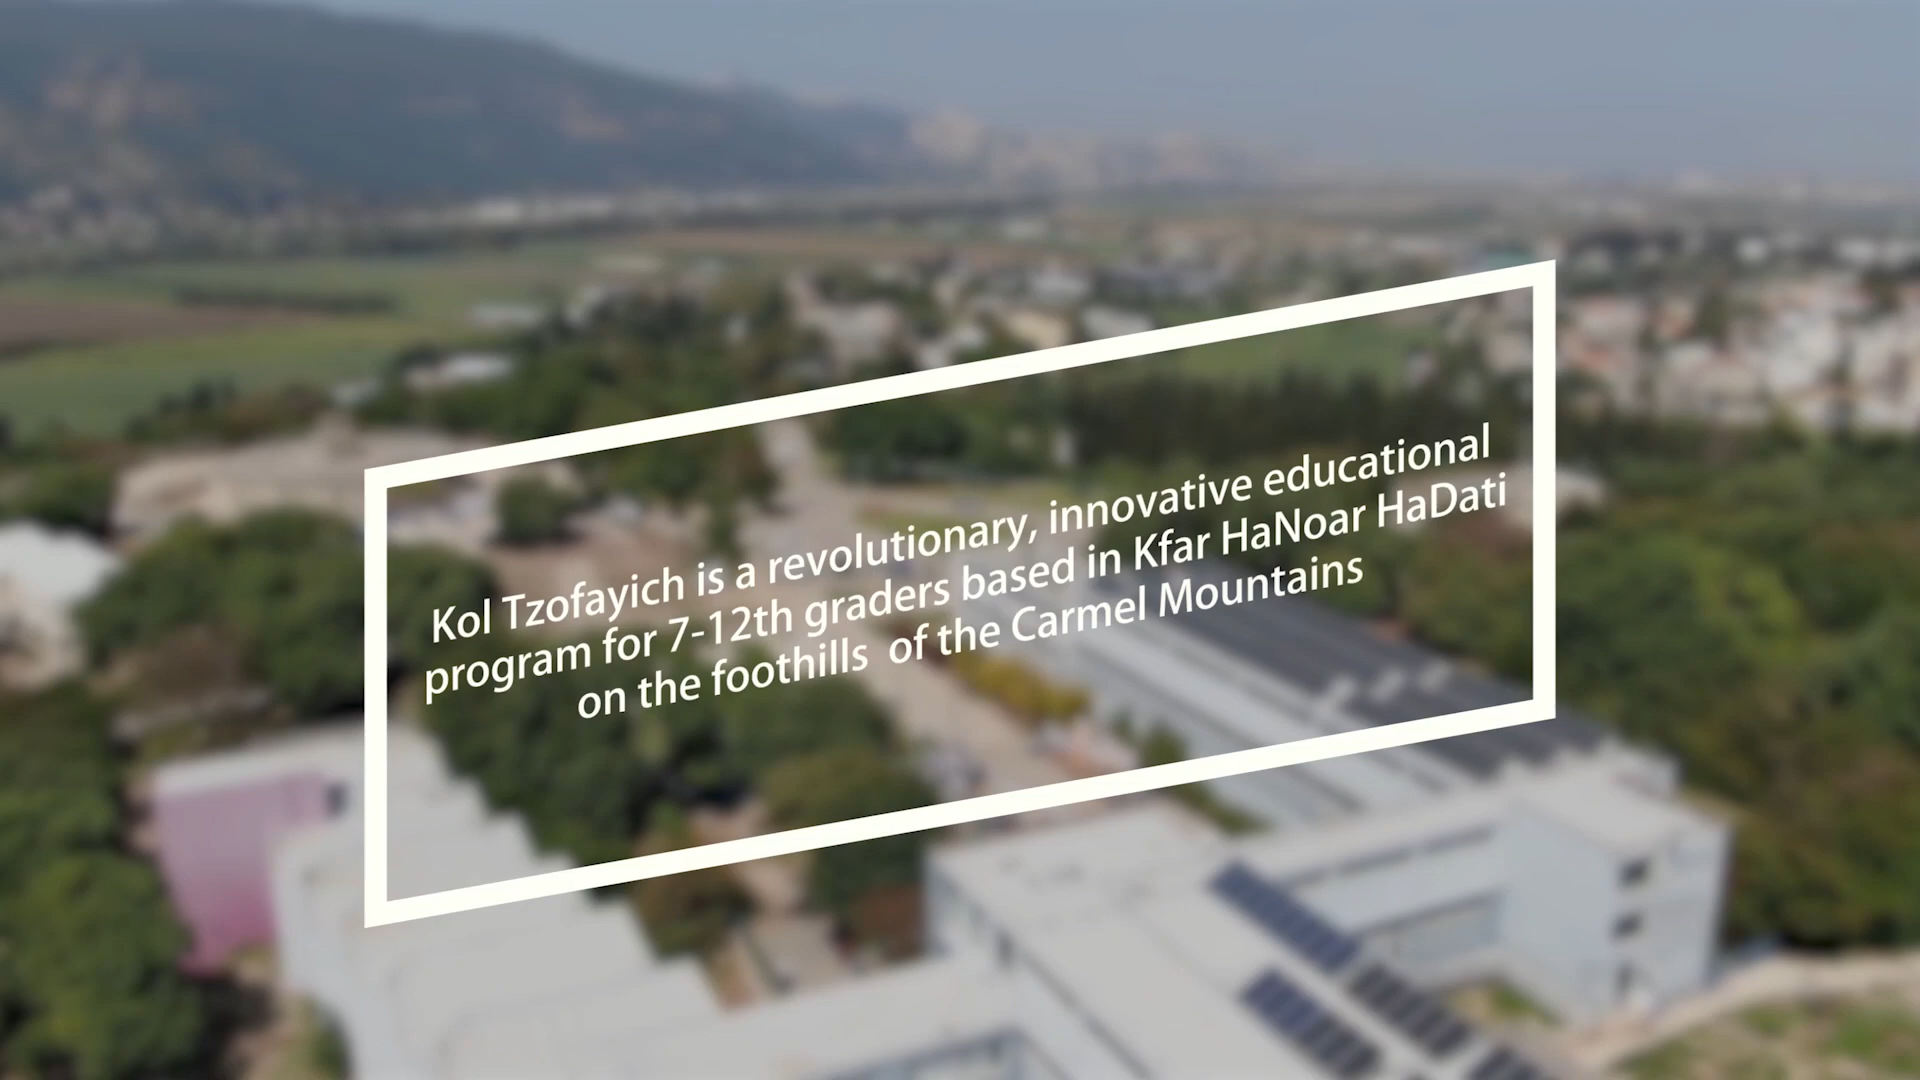 Kol Tzofayich is a revolutionary, innovative educational
program for 7-12th graders based in Kfar HaNoar HaDati
on the foothills  of the Carmel Mountains